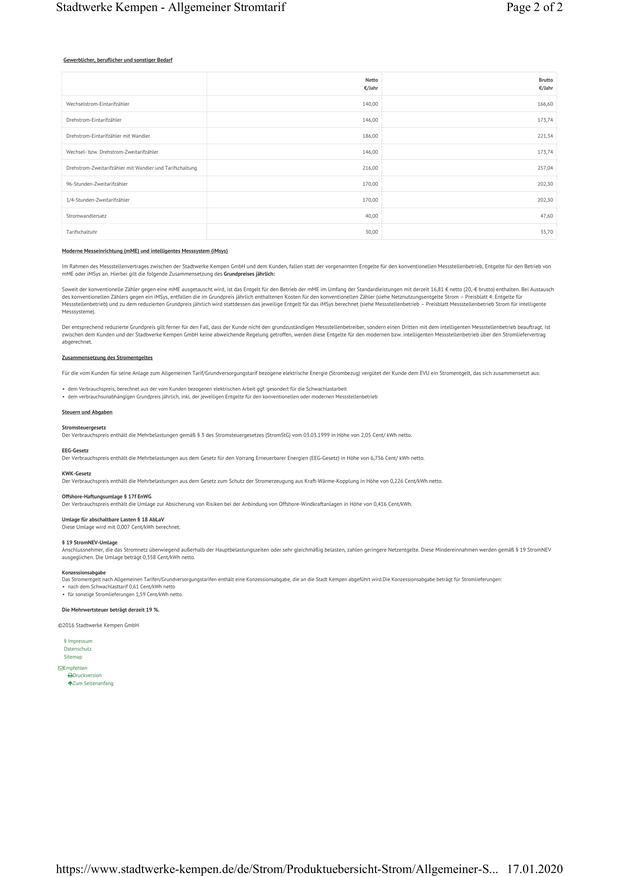 Stadtwerke Kempen - Allgemeiner Stromtarif
Page 2 of 2
Gewerblicher, beruflicher und sonstiger Bedarf
Netto €/Jahr Brutto €/Jahr
Wechselstrom-Eintarifzähler 140,00 166,60
Drehstrom-Eintarifzähler 146,00 173,74
Drehstrom-Eintarifzähler mit Wandler 186,00 221,34
Wechsel- bzw. Drehstrom-Zweitarifzähler 146,00 173,74
Drehstrom-Zweitarifzähler mit Wandler und Tarifschaltung 216,00 257,04
96-Stunden-Zweitarifzähler 170,00 202,30
1/4-Stunden-Zweitarifzähler 170,00 202,30
Stromwandlersatz 40,00 47,60
Tarifschaltuhr 30,00 35,70
Moderne Messeinrichtung (mME) und intelligentes Messsystem (iMsys)
Im Rahmen des Messstellenvertrages zwischen der Stadtwerke Kempen GmbH und dem Kunden, fallen statt der vorgenannten Entgelte für den konventionellen Messstellenbetrieb, Entgelte für den Betrieb von
mME oder iMSys an. Hierbei gilt die folgende Zusammensetzung des Grundpreises jährlich:
Soweit der konventionelle Zähler gegen eine mME ausgetauscht wird, ist das Entgelt für den Betrieb der mME im Umfang der Standardleistungen mit derzeit 16,81 € netto (20,-€ brutto) enthalten. Bei Austausch
des konventionellen Zählers gegen ein iMSys, entfallen die im Grundpreis jährlich enthaltenen Kosten für den konventionellen Zähler (siehe Netznutzungsentgelte Strom – Preisblatt 4: Entgelte für
Messstellenbetrieb) und zu dem reduzierten Grundpreis jährlich wird stattdessen das jeweilige Entgelt für das iMSys berechnet (siehe Messstellenbetrieb – Preisblatt Messstellenbetrieb Strom für intelligente
Messsysteme).
Der entsprechend reduzierte Grundpreis gilt ferner für den Fall, dass der Kunde nicht den grundzuständigen Messstellenbetreiber, sondern einen Dritten mit dem intelligenten Messstellenbetrieb beauftragt. Ist
zwischen dem Kunden und der Stadtwerke Kempen GmbH keine abweichende Regelung getroffen, werden diese Entgelte für den modernen bzw. intelligenten Messstellenbetrieb über den Stromliefervertrag
abgerechnet.
Zusammensetzung des Stromentgeltes
Für die vom Kunden für seine Anlage zum Allgemeinen Tarif/Grundversorgungstarif bezogene elektrische Energie (Strombezug) vergütet der Kunde dem EVU ein Stromentgelt, das sich zusammensetzt aus:
• dem Verbrauchspreis, berechnet aus der vom Kunden bezogenen elektrischen Arbeit ggf. gesondert für die Schwachlastarbeit
• dem verbrauchsunabhängigen Grundpreis jährlich, inkl. der jeweiligen Entgelte für den konventionellen oder modernen Messstellenbetrieb
Steuern und Abgaben
Stromsteuergesetz
Der Verbrauchspreis enthält die Mehrbelastungen gemäß § 3 des Stromsteuergesetzes (StromStG) vom 03.03.1999 in Höhe von 2,05 Cent/ kWh netto.
EEG-Gesetz
Der Verbrauchspreis enthält die Mehrbelastungen aus dem Gesetz für den Vorrang Erneuerbarer Energien (EEG-Gesetz) in Höhe von 6,756 Cent/ kWh netto.
KWK-Gesetz
Der Verbrauchspreis enthält die Mehrbelastungen aus dem Gesetz zum Schutz der Stromerzeugung aus Kraft-Wärme-Kopplung in Höhe von 0,226 Cent/kWh netto.
Offshore-Haftungsumlage § 17f EnWG
Der Verbrauchspreis enthält die Umlage zur Absicherung von Risiken bei der Anbindung von Offshore-Windkraftanlagen in Höhe von 0,416 Cent/kWh.
Umlage für abschaltbare Lasten § 18 AbLaV
Diese Umlage wird mit 0,007 Cent/kWh berechnet.
§ 19 StromNEV-Umlage
Anschlussnehmer, die das Stromnetz überwiegend außerhalb der Hauptbelastungszeiten oder sehr gleichmäßig belasten, zahlen geringere Netzentgelte. Diese Mindereinnahmen werden gemäß § 19 StromNEV
ausgeglichen. Die Umlage beträgt 0,358 Cent/kWh netto.
Konzessionsabgabe
Das Stromentgelt nach Allgemeinen Tarifen/Grundversorgungstarifen enthält eine Konzessionsabgabe, die an die Stadt Kempen abgeführt wird.Die Konzessionsabgabe beträgt für Stromlieferungen:
• nach dem Schwachlasttarif 0,61 Cent/kWh netto
• für sonstige Stromlieferungen 1,59 Cent/kWh netto.
Die Mehrwertsteuer beträgt derzeit 19 %.
©2016 Stadtwerke Kempen GmbH
§ Impressum
Datenschutz
Sitemap
Empfehlen
Druckversion
Zum Seitenanfang
https://www.stadtwerke-kempen.de/de/Strom/Produktuebersicht-Strom/Allgemeiner-S... 17.01.2020